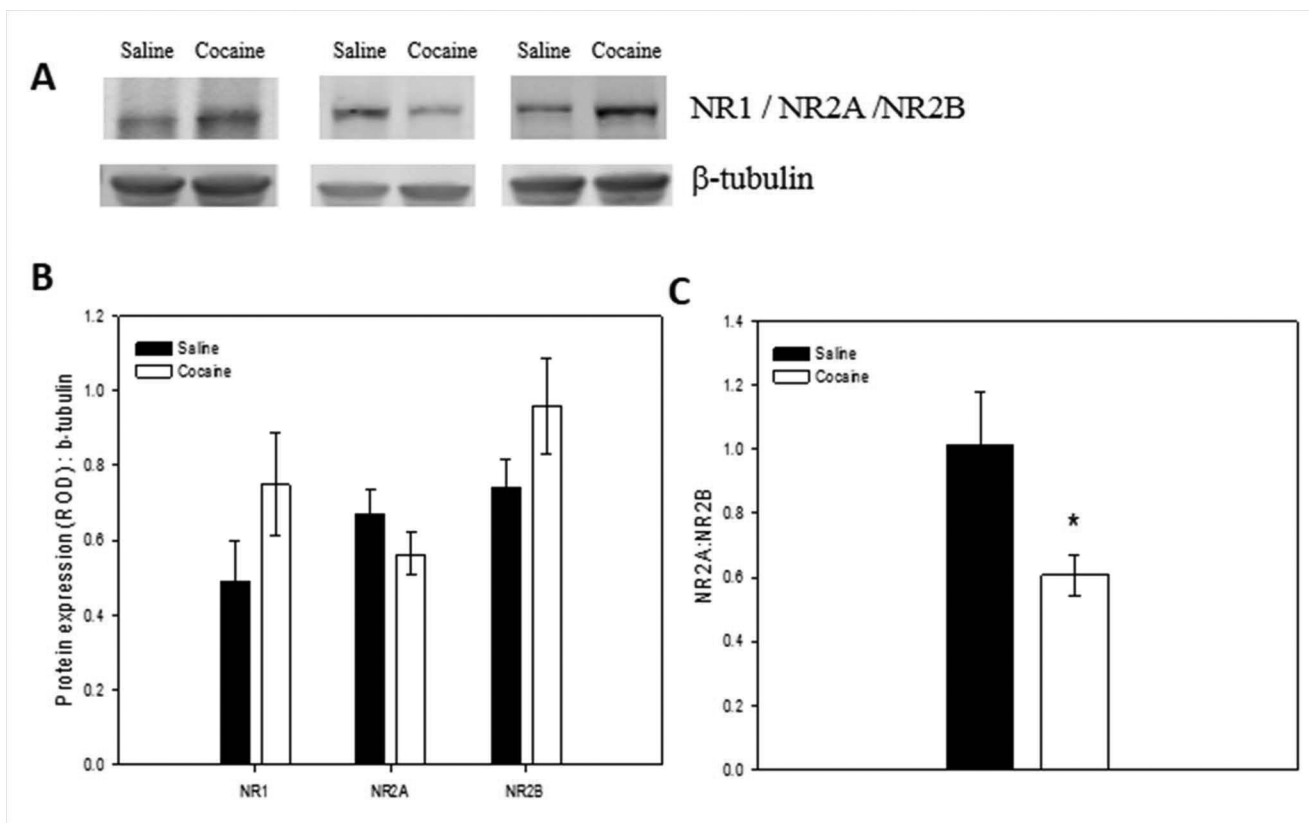 A
Saline Cocaine
Saline Cocaine
Saline Cocaine
NR1 / NR2A /NR2B
β-tubulin
B
Protein expression (ROD) : b-tubulin
1.2
1.0
0.8
0.6
0.4
0.2
0.0
Saline
Cocaine
NR1
NR2A
NR2B
C
NR2A:NR2B
1.4
1.2
1.0
0.8
0.6
0.4
0.2
0.0
Saline
Cocaine
*